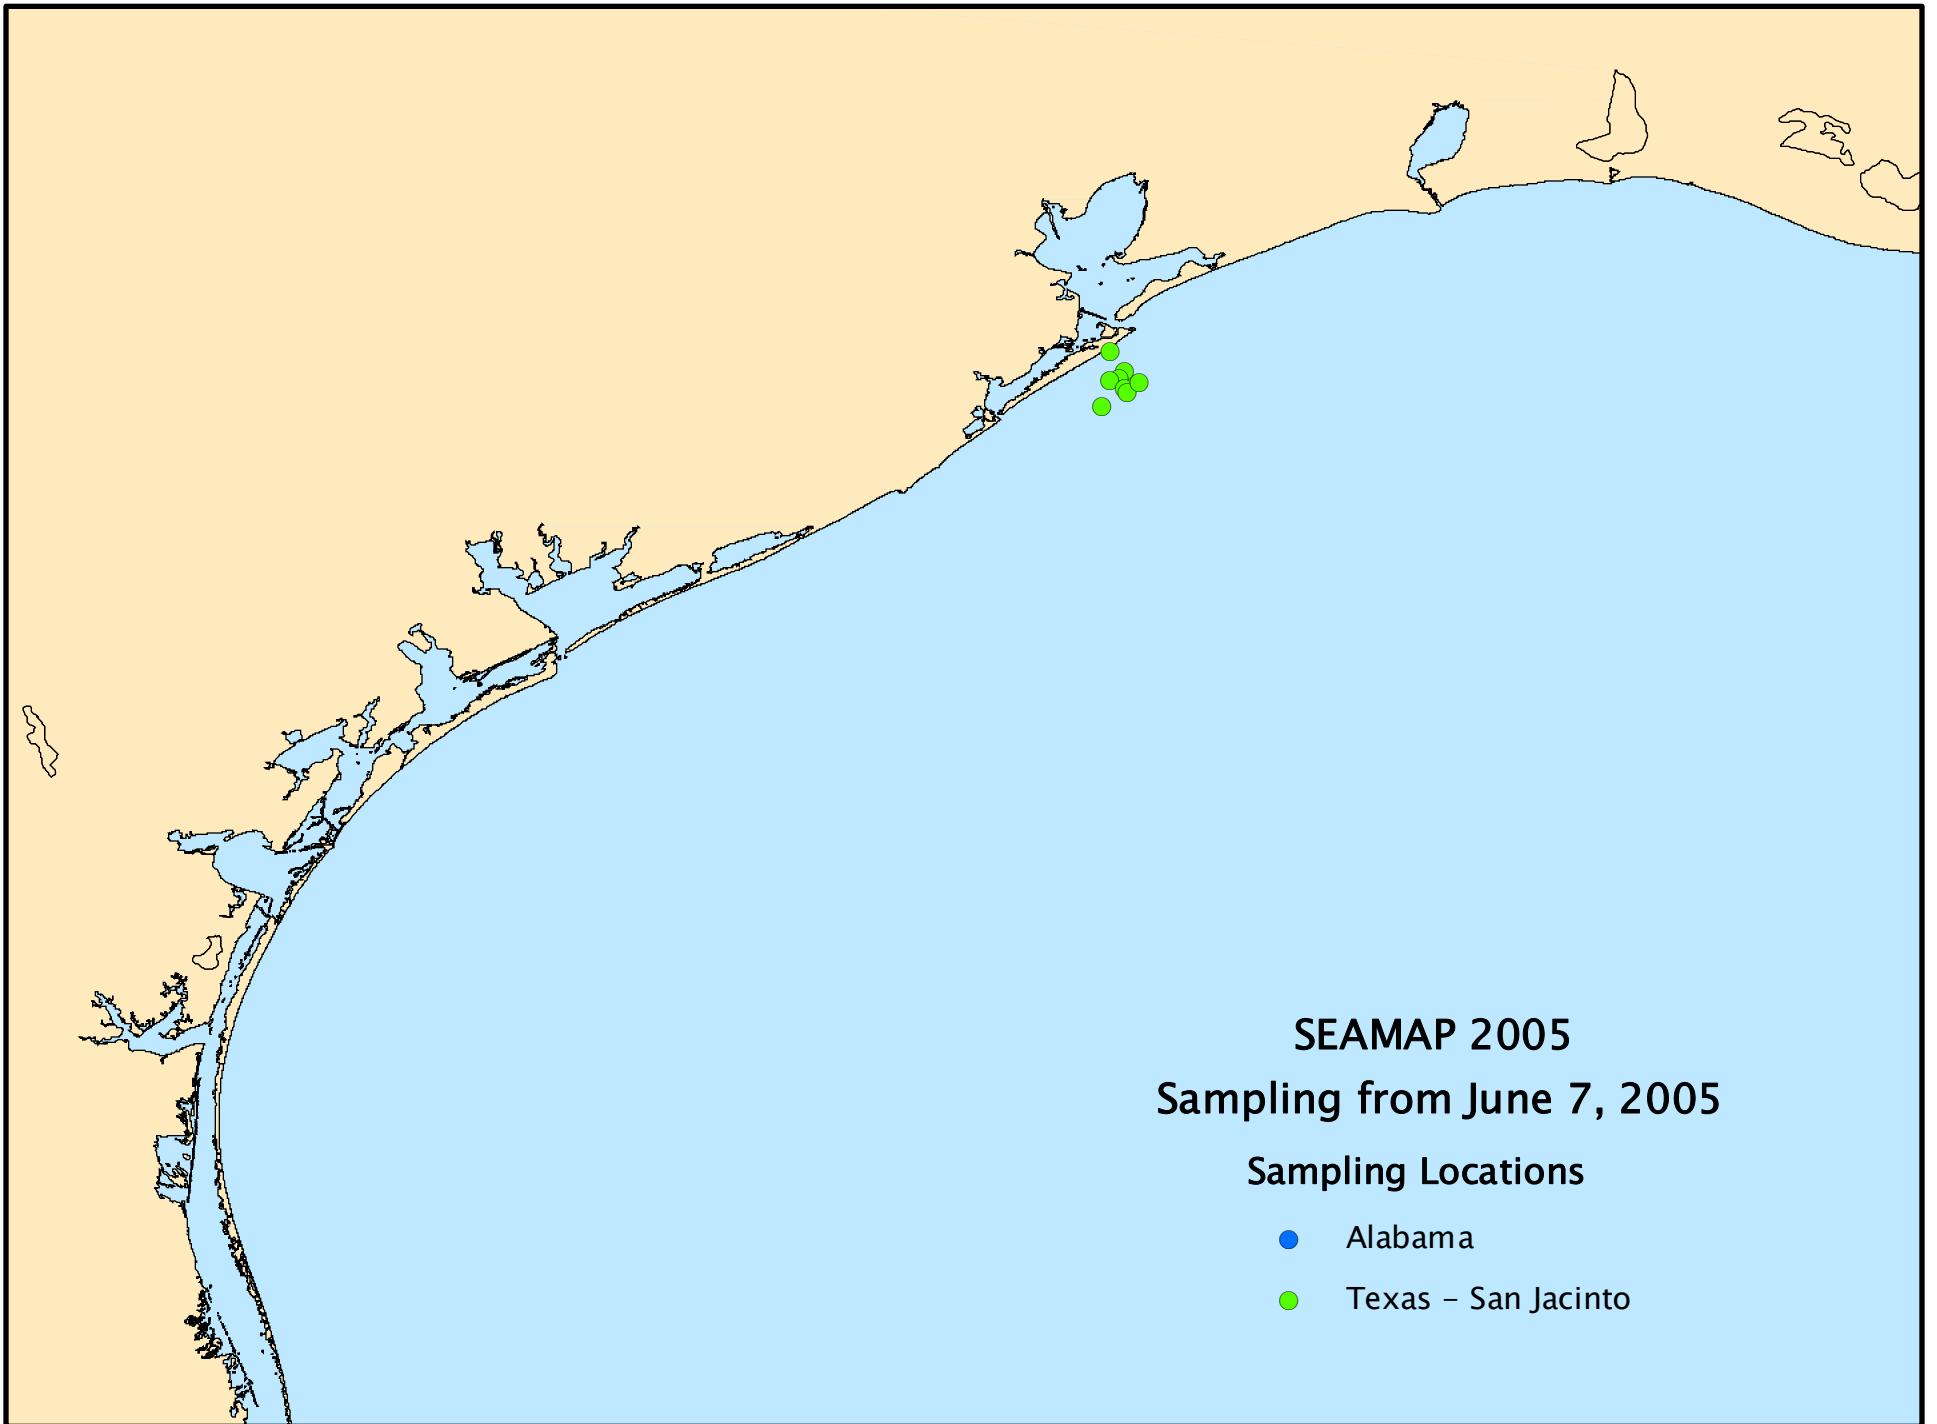 SEAMAP 2005
Sampling from June 7, 2005
Sampling Locations
Alabama
Texas - San Jacinto